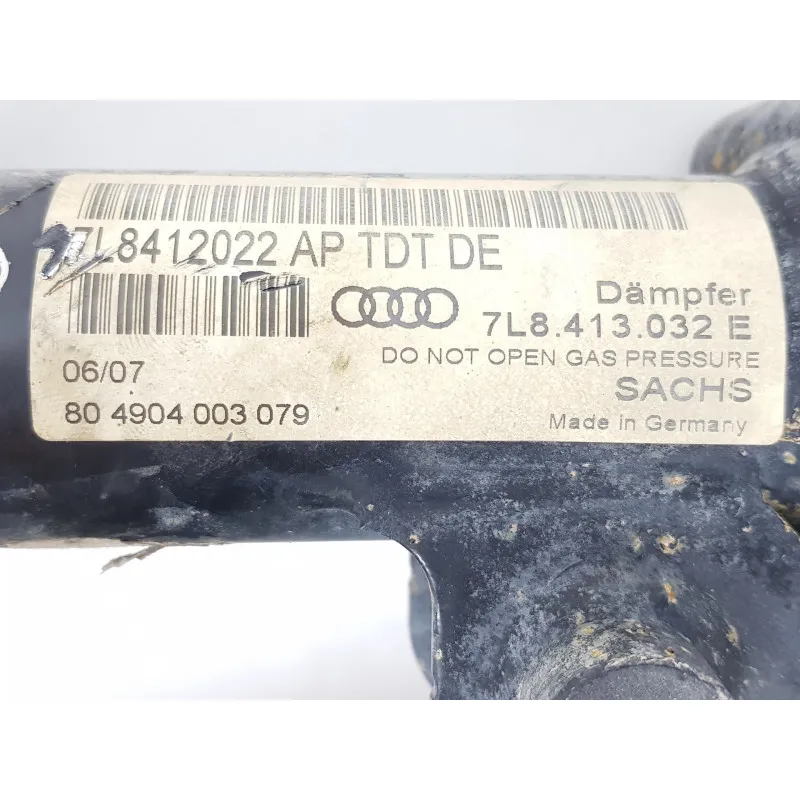 7L8412022 AP TDT DE
Dämpfer
7L8.413.032 E
DO NOT OPEN GAS PRESSURE
06/07
SACHS
80 4904 003 079
Made in Germany